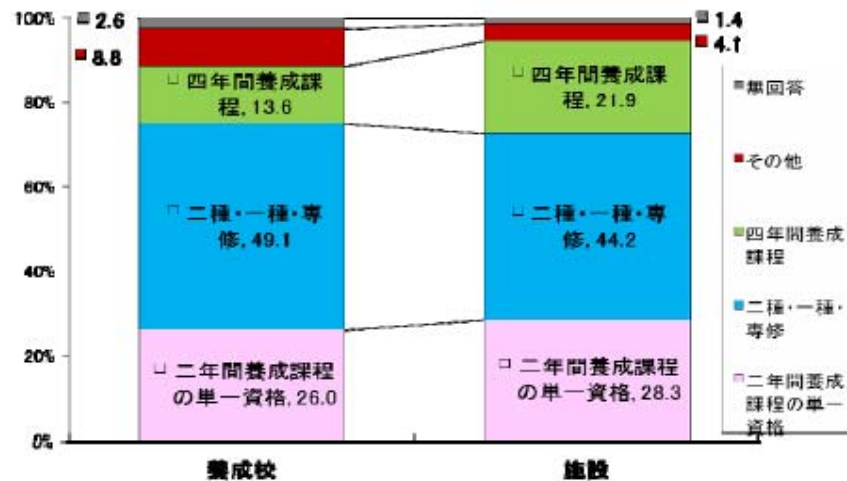 100%
80%
60%
40%
20%
0%
2.6
8.8
四年間養成課
程, 13.6
二種・一種・専
修, 49.1
二年間養成課程
の単一資格, 26.0
養成校
1.4
4.1
四年間養成課
程, 21.9
二種・一種・専
修, 44.2
二年間養成課程
の単一資格, 28.3
施設
無回答
その他
四年間養成
課程
二種・一種・
専修
二年間養成
課程の単一
資格